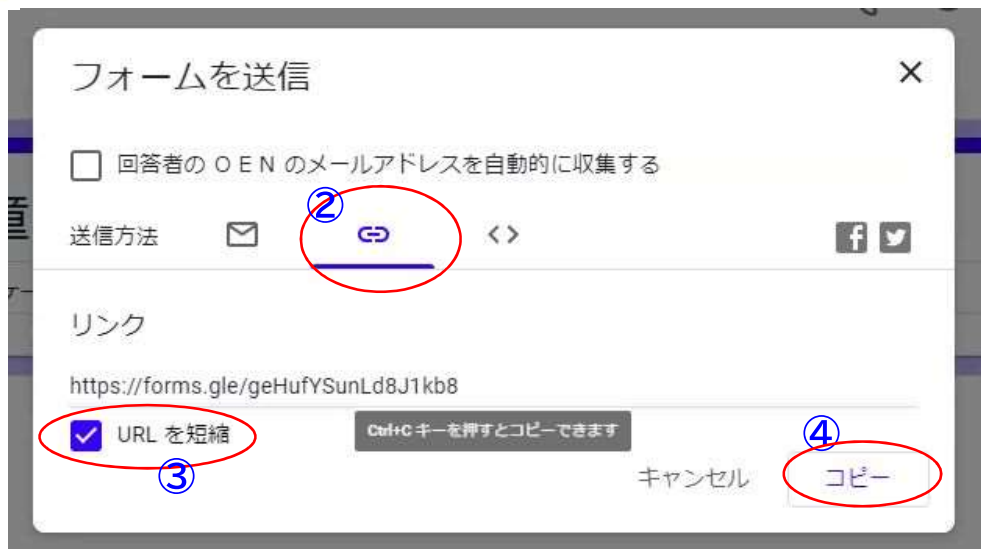 フォームを送信
回答者の OEN のメールアドレスを自動的に収集する
②
送信方法
リンク
https://forms.gle/geHufYSunLd8J1kb8
URL を短縮
Ctrl+C キーを押すとコピーできます
③
④
キャンセル
コピー